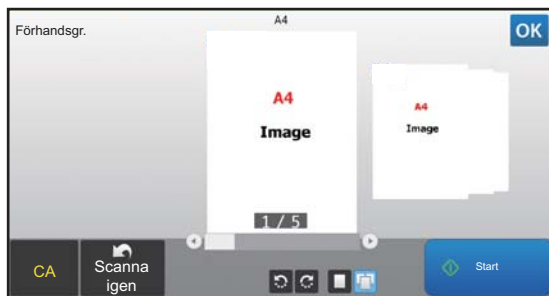 A4
Förhandsgr.
OK
A4
Image
A4
Image
1 / 5
CA
Scanna
igen
Start